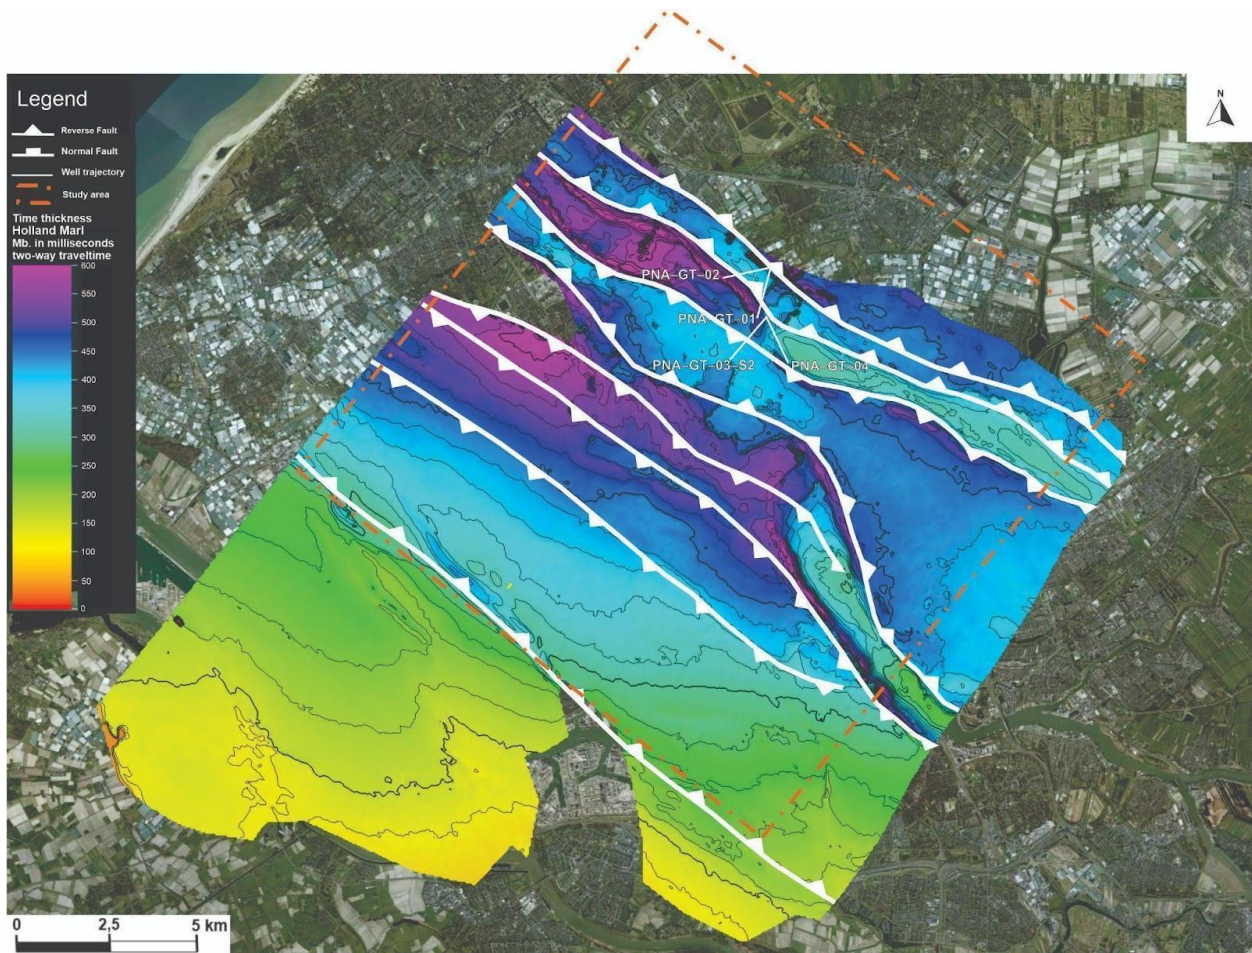 Legend
Reverse Fault
Normal Fault
Well trajectory
Study area
Time thickness
Holland Marl
Mb. in milliseconds
two-way traveltime
600
550
500
450
400
350
300
250
200
150
100
50
0
N
PNA-GT-02
PNA-GT-01
PNA-GT-03-S2
PNA-GT-04
0 2,5 5 km